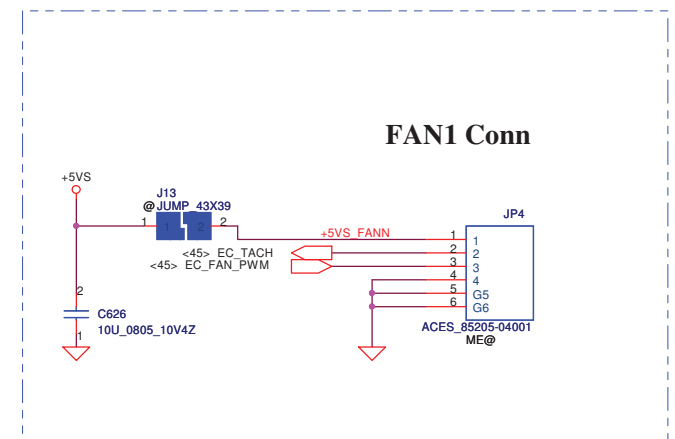 FAN1 Conn
+5VS
J13
@ JUMP_43X39
1 1 2 2
+5VS_FANN
<45> EC_TACH
<45> EC_FAN_PWM
JP4
1 1
2 2
3 3
4 4
5 G5
6 G6
ACES_85205-04001
ME@
2
C626
10U_0805_10V4Z
1